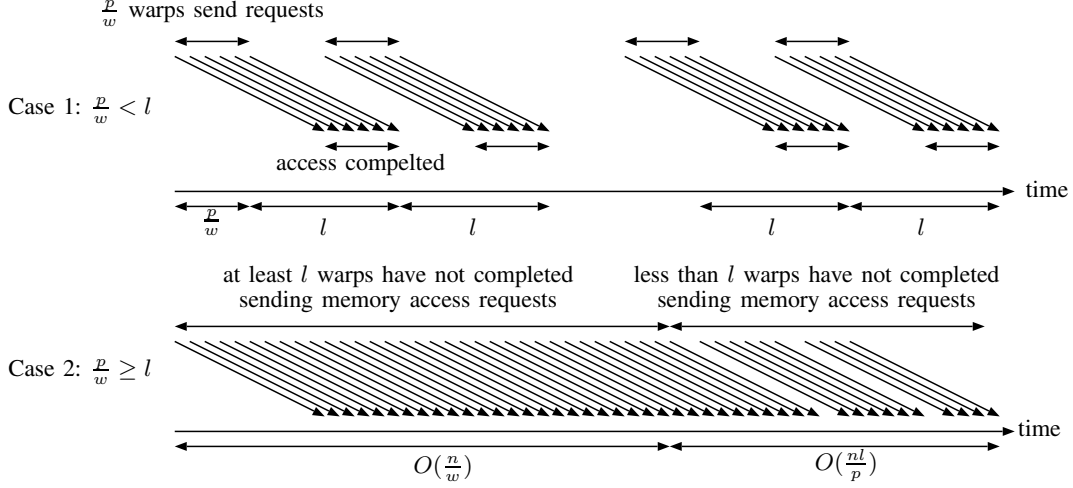 p/w warps send requests
Case 1: p/w < l
access compelted
time
p/w l l l l
at least l warps have not completed
sending memory access requests
less than l warps have not completed
sending memory access requests
Case 2: p/w ≥ l
time
O(n/w) O(nl/p)